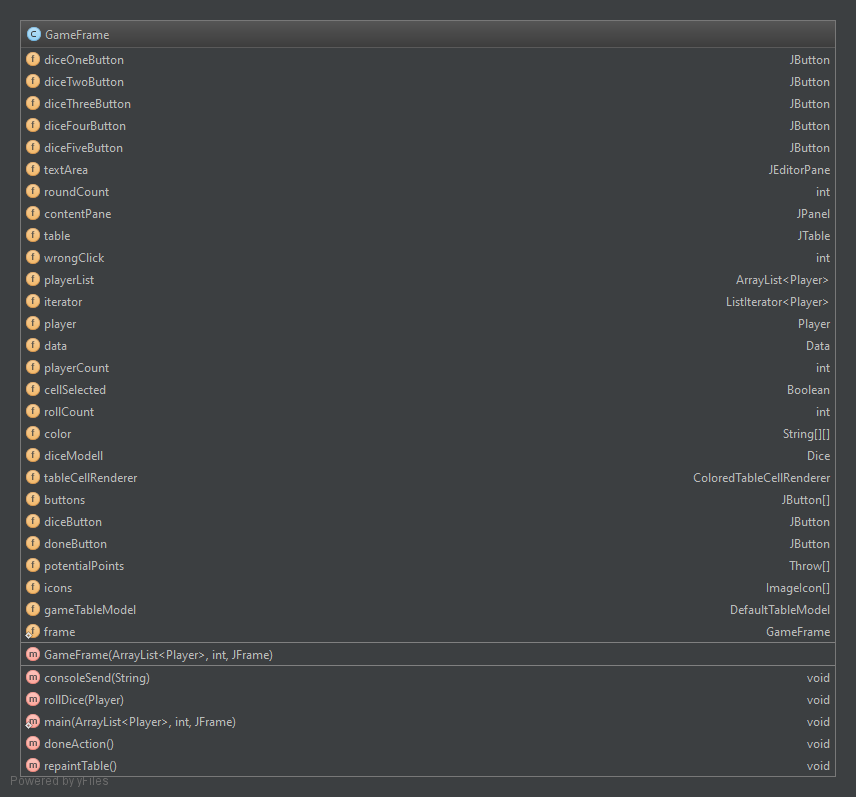 C GameFrame
f diceOneButton JButton
f diceTwoButton JButton
f diceThreeButton JButton
f diceFourButton JButton
f diceFiveButton JButton
f textArea JEditorPane
f roundCount int
f contentPane JPanel
f table JTable
f wrongClick int
f playerList ArrayList<Player>
f iterator ListIterator<Player>
f player Player
f data Data
f playerCount int
f cellSelected Boolean
f rollCount int
f color String[][]
f diceModell Dice
f tableCellRenderer ColoredTableCellRenderer
f buttons JButton[]
f diceButton JButton
f doneButton JButton
f potentialPoints Throw[]
f icons ImageIcon[]
f gameTableModel DefaultTableModel
f frame GameFrame
m GameFrame(ArrayList<Player>, int, JFrame)
m consoleSend(String) void
m rollDice(Player) void
m main(ArrayList<Player>, int, JFrame) void
m doneAction() void
m repaintTable() void
Powered by yFiles